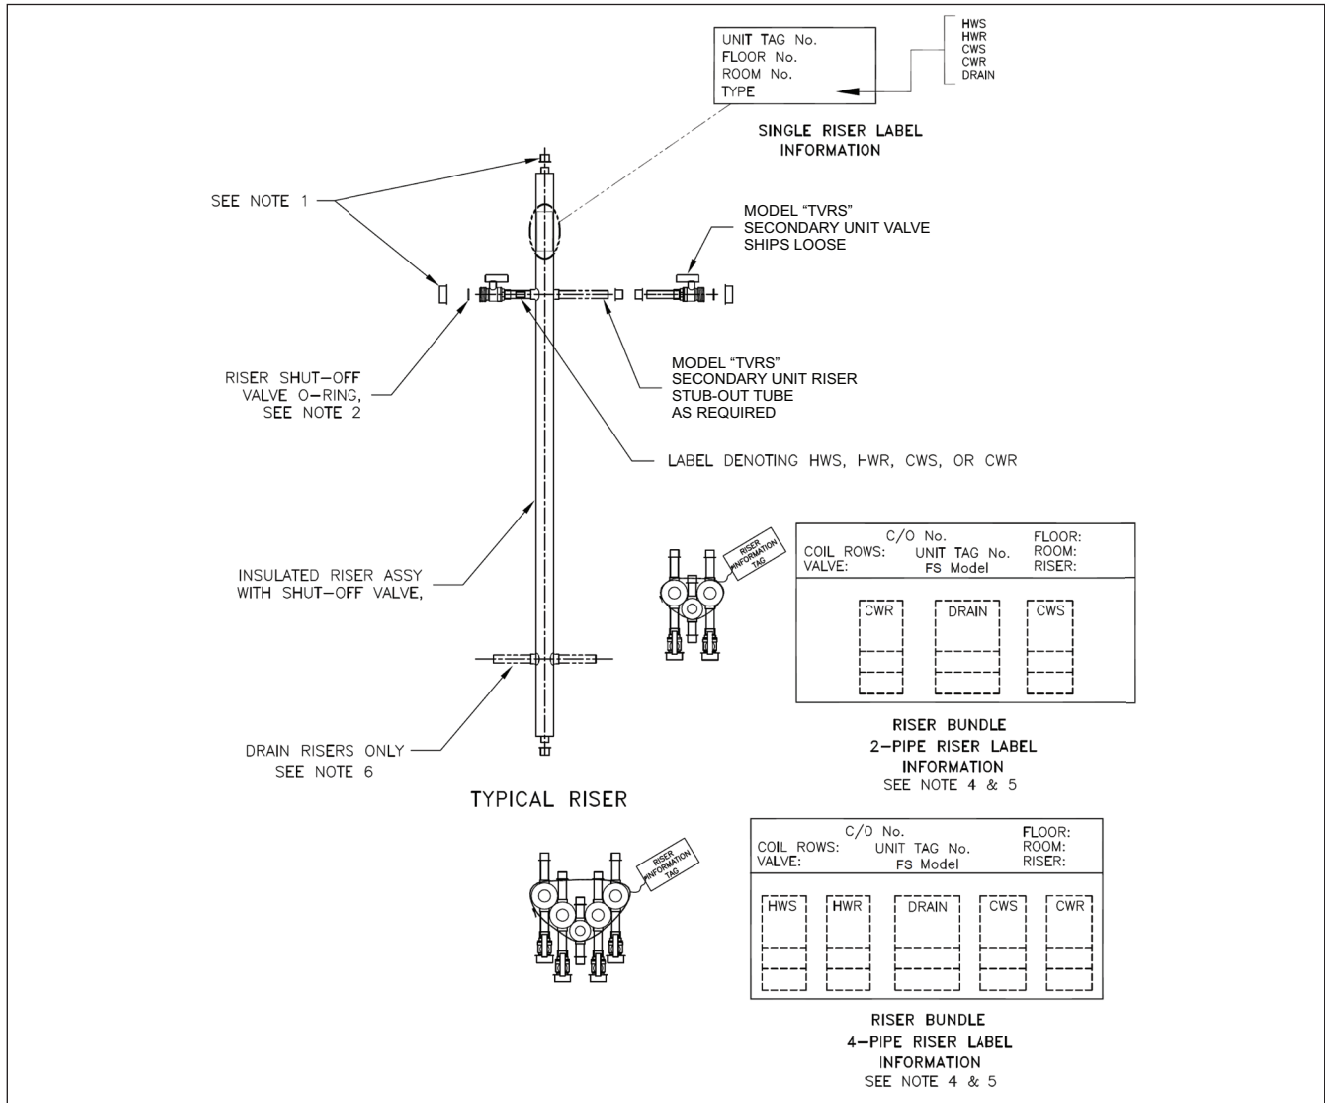 UNIT TAG No.
FLOOR No.
ROOM No.
TYPE
HWS
HWR
CWS
CWR
DRAIN
SINGLE RISER LABEL
INFORMATION
SEE NOTE 1
MODEL “TVRS”
SECONDARY UNIT VALVE
SHIPS LOOSE
RISER SHUT-OFF
VALVE O-RING,
SEE NOTE 2
MODEL “TVRS”
SECONDARY UNIT RISER
STUB-OUT TUBE
AS REQUIRED
LABEL DENOTING HWS, HWR, CWS, OR CWR
INSULATED RISER ASSY
WITH SHUT-OFF VALVE,
RISER
INFORMATION
TAG
C/O No.
FLOOR:
COIL ROWS:
UNIT TAG No.
ROOM:
VALVE:
FS Model
RISER:
CWR
DRAIN
CWS
RISER BUNDLE
2-PIPE RISER LABEL
INFORMATION
SEE NOTE 4 & 5
DRAIN RISERS ONLY
SEE NOTE 6
TYPICAL RISER
RISER
INFORMATION
TAG
C/O No.
FLOOR:
COIL ROWS:
UNIT TAG No.
ROOM:
VALVE:
FS Model
RISER:
HWS
HWR
DRAIN
CWS
CWR
RISER BUNDLE
4-PIPE RISER LABEL
INFORMATION
SEE NOTE 4 & 5